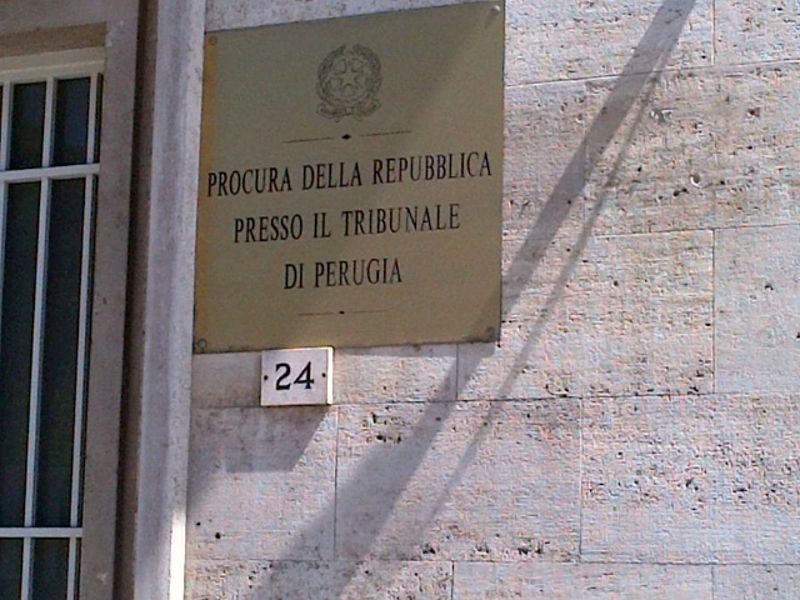 PROCURA DELLA REPUBBLICA
PRESSO IL TRIBUNALE
DI PERUGIA
24